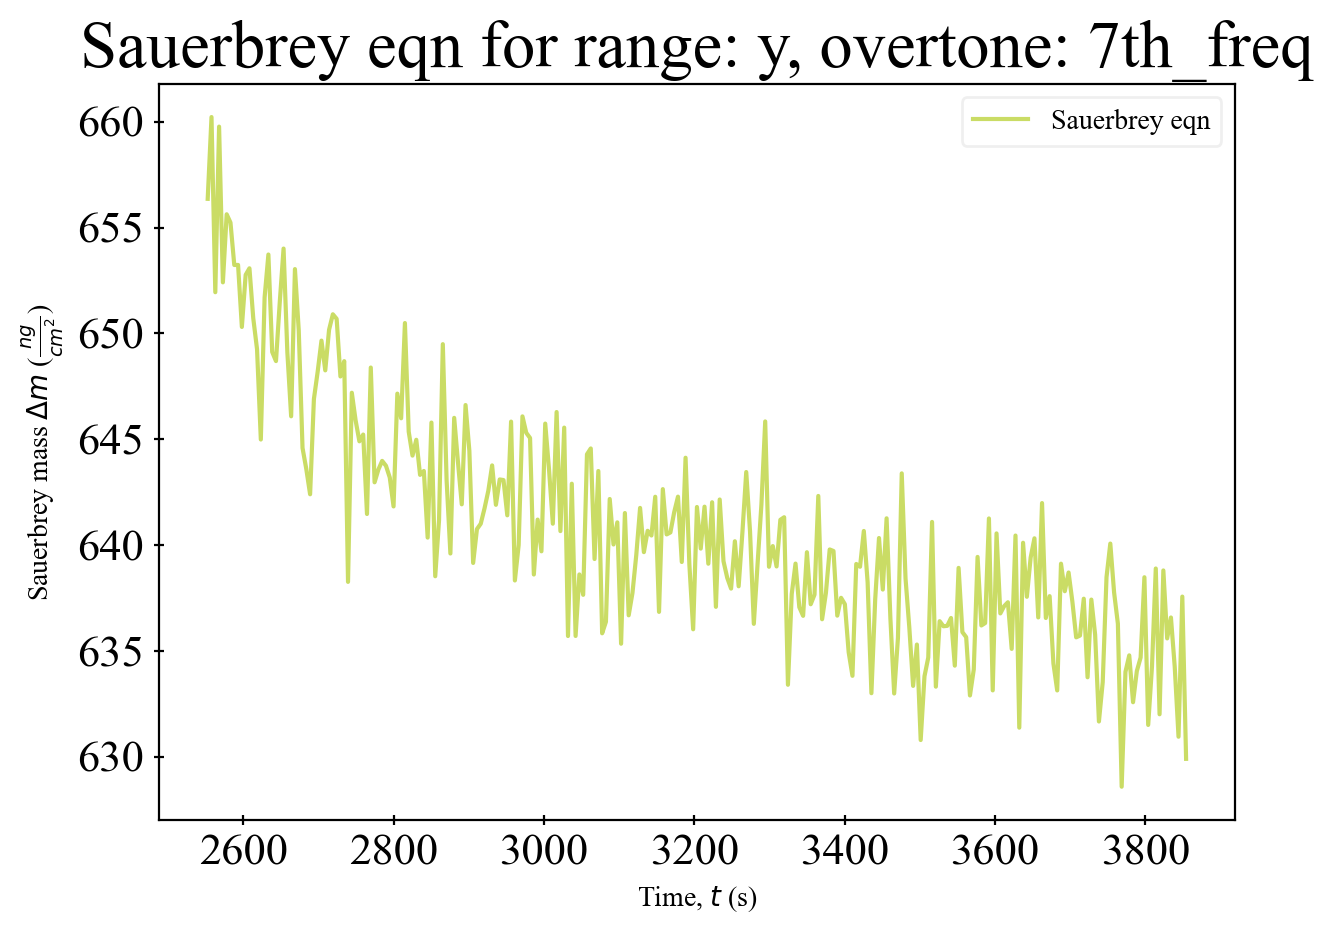 Sauerbrey eqn for range: y, overtone: 7th_freq
Sauerbrey eqn
660
655
650
645
640
635
630
Sauerbrey mass Δm (ng/cm²)
2600 2800 3000 3200 3400 3600 3800
Time, t (s)